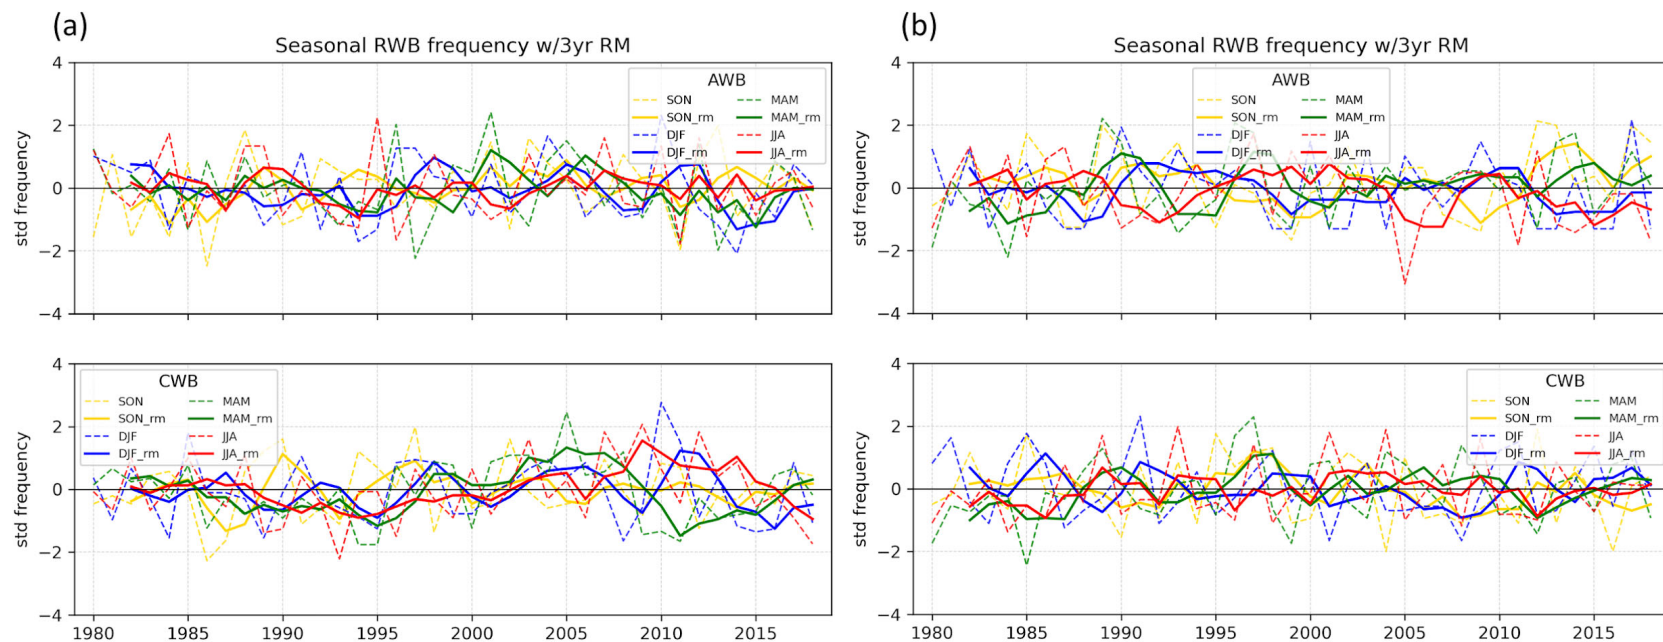 (a)
Seasonal RWB frequency w/3yr RM
std frequency
4
2
0
−2
−4
AWB
SON
SON_rm
DJF
DJF_rm
MAM
MAM_rm
JJA
JJA_rm
std frequency
4
2
0
−2
−4
CWB
SON
SON_rm
DJF
DJF_rm
MAM
MAM_rm
JJA
JJA_rm
1980 1985 1990 1995 2000 2005 2010 2015
(b)
Seasonal RWB frequency w/3yr RM
std frequency
4
2
0
−2
−4
AWB
SON
SON_rm
DJF
DJF_rm
MAM
MAM_rm
JJA
JJA_rm
std frequency
4
2
0
−2
−4
CWB
SON
SON_rm
DJF
DJF_rm
MAM
MAM_rm
JJA
JJA_rm
1980 1985 1990 1995 2000 2005 2010 2015